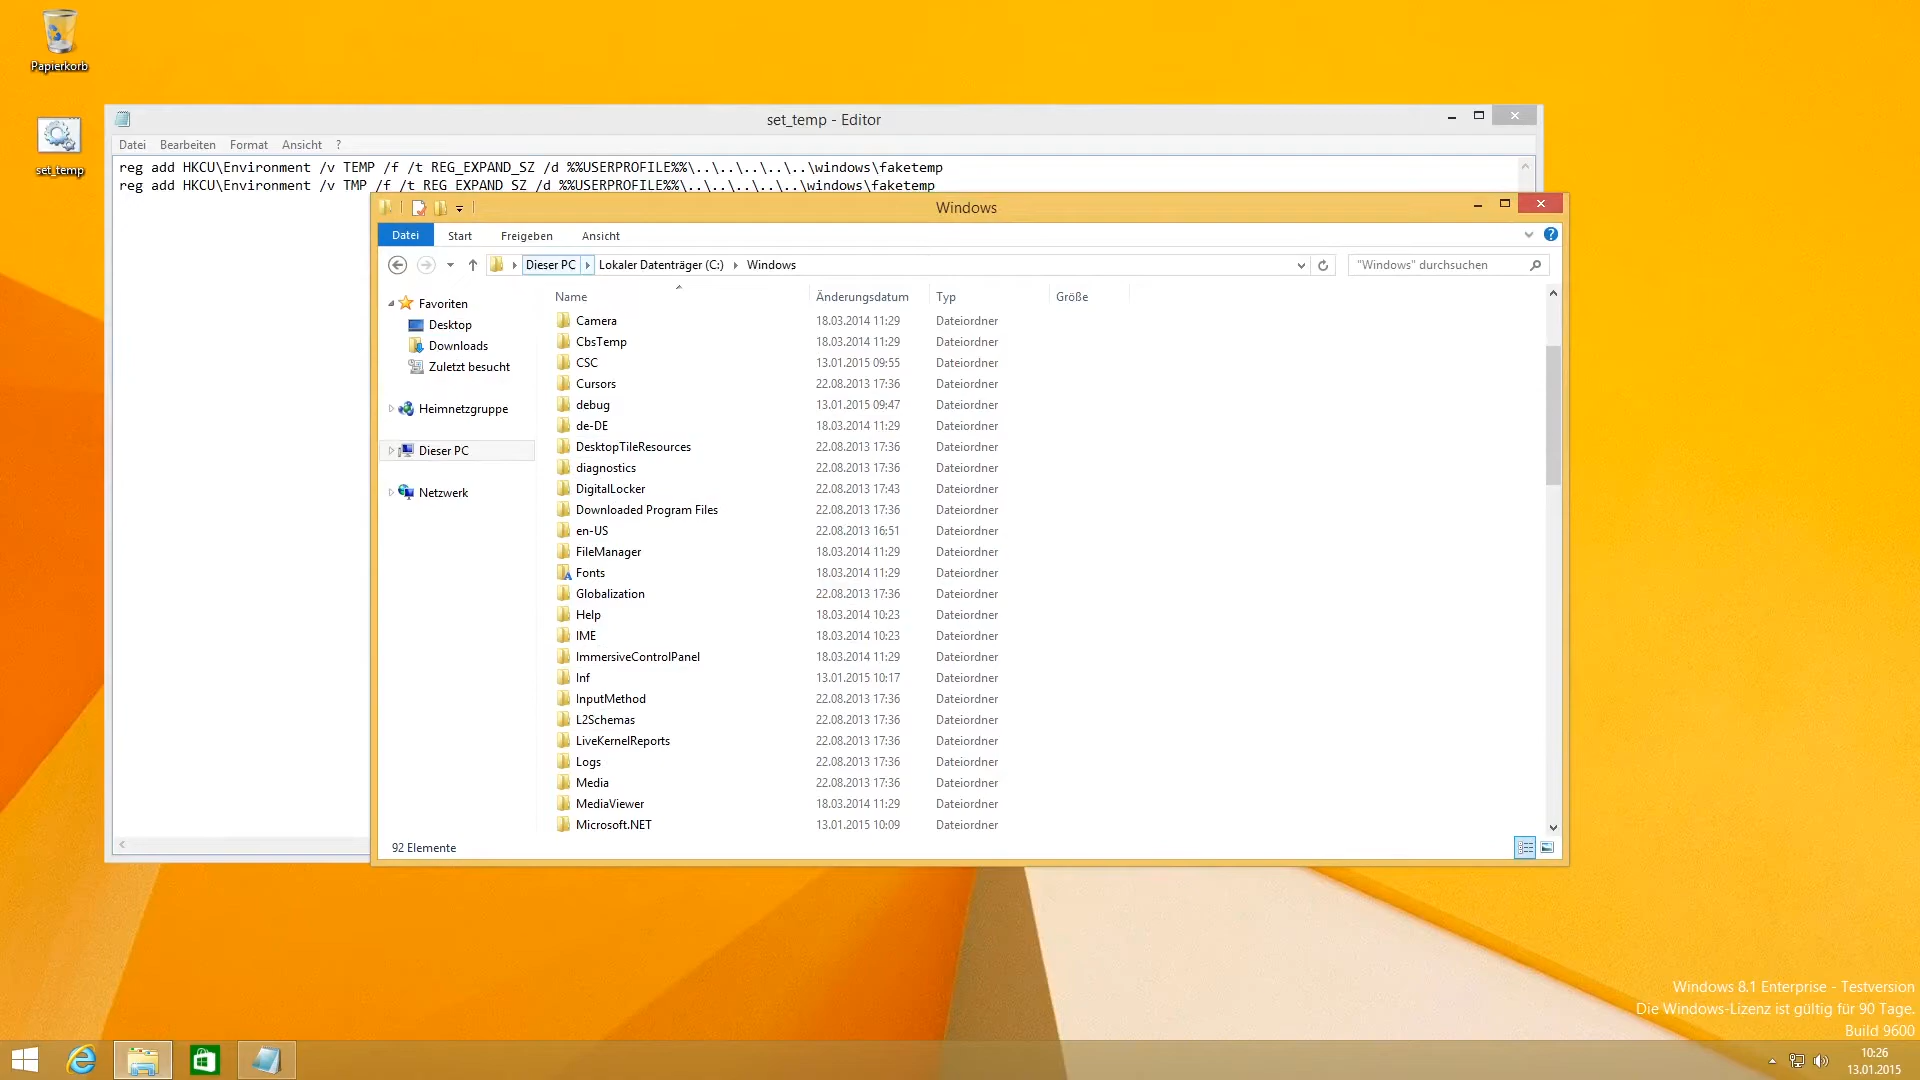 Papierkorb
set_temp
set_temp - Editor
Datei Bearbeiten Format Ansicht ?
reg add HKCU\Environment /v TEMP /f /t REG_EXPAND_SZ /d %%USERPROFILE%%\..\..\..\..\..\windows\faketemp
reg add HKCU\Environment /v TMP /f /t REG_EXPAND_SZ /d %%USERPROFILE%%\..\..\..\..\..\windows\faketemp
Windows
Datei Start Freigeben Ansicht
Dieser PC Lokaler Datenträger (C:) Windows
"Windows" durchsuchen
Favoriten
Desktop
Downloads
Zuletzt besucht
Heimnetzgruppe
Dieser PC
Netzwerk
Name Änderungsdatum Typ Größe
Camera 18.03.2014 11:29 Dateiordner
CbsTemp 18.03.2014 11:29 Dateiordner
CSC 13.01.2015 09:55 Dateiordner
Cursors 22.08.2013 17:36 Dateiordner
debug 13.01.2015 09:47 Dateiordner
de-DE 18.03.2014 11:29 Dateiordner
DesktopTileResources 22.08.2013 17:36 Dateiordner
diagnostics 22.08.2013 17:36 Dateiordner
DigitalLocker 22.08.2013 17:43 Dateiordner
Downloaded Program Files 22.08.2013 17:36 Dateiordner
en-US 22.08.2013 16:51 Dateiordner
FileManager 18.03.2014 11:29 Dateiordner
Fonts 18.03.2014 11:29 Dateiordner
Globalization 22.08.2013 17:36 Dateiordner
Help 18.03.2014 10:23 Dateiordner
IME 18.03.2014 10:23 Dateiordner
ImmersiveControlPanel 18.03.2014 11:29 Dateiordner
Inf 13.01.2015 10:17 Dateiordner
InputMethod 22.08.2013 17:36 Dateiordner
L2Schemas 22.08.2013 17:36 Dateiordner
LiveKernelReports 22.08.2013 17:36 Dateiordner
Logs 22.08.2013 17:36 Dateiordner
Media 22.08.2013 17:36 Dateiordner
MediaViewer 18.03.2014 11:29 Dateiordner
Microsoft.NET 13.01.2015 10:09 Dateiordner
92 Elemente
Windows 8.1 Enterprise - Testversion
Die Windows-Lizenz ist gültig für 90 Tage.
Build 9600
10:26
13.01.2015